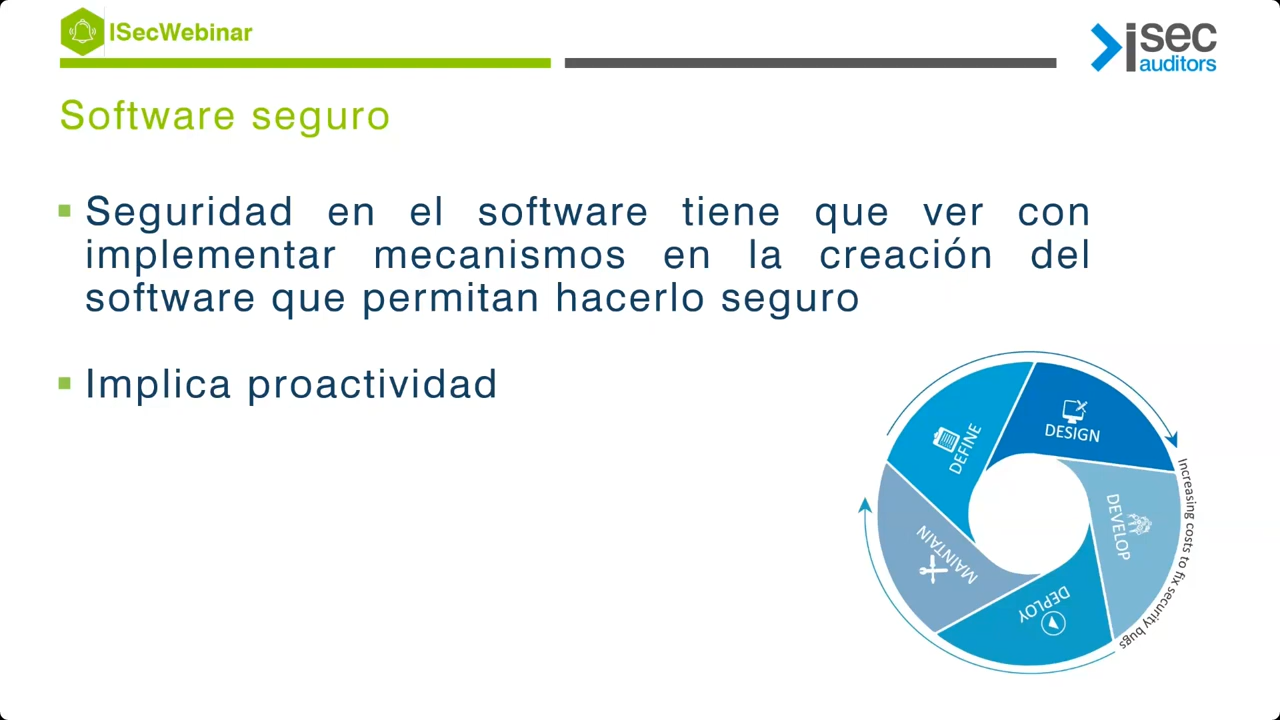 ISecWebinar
isec
auditors
Software seguro
Seguridad en el software tiene que ver con
implementar mecanismos en la creación del
software que permitan hacerlo seguro
Implica proactividad
DEFINE
DESIGN
DEVELOP
DEPLOY
MAINTAIN
Increasing costs to fix security bugs